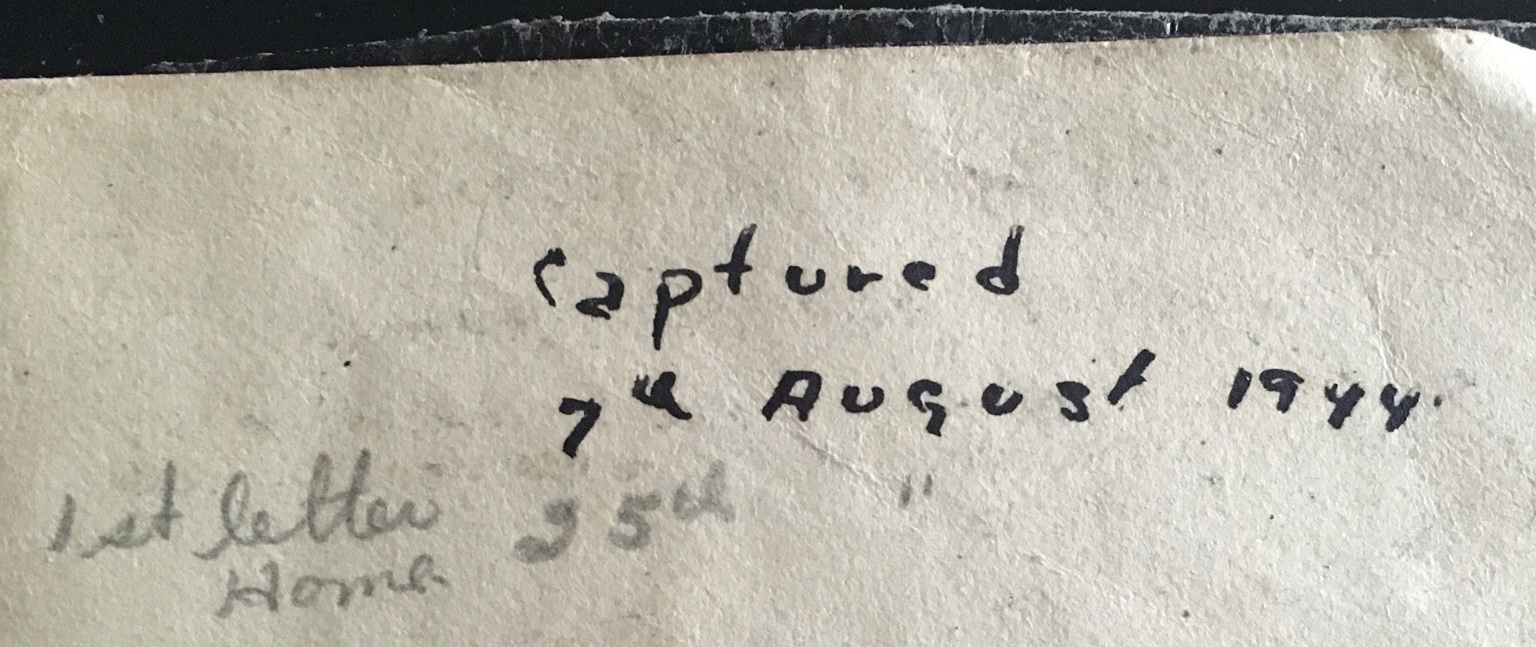 Captured
7th August 1944.
1st letter 25th "
Home